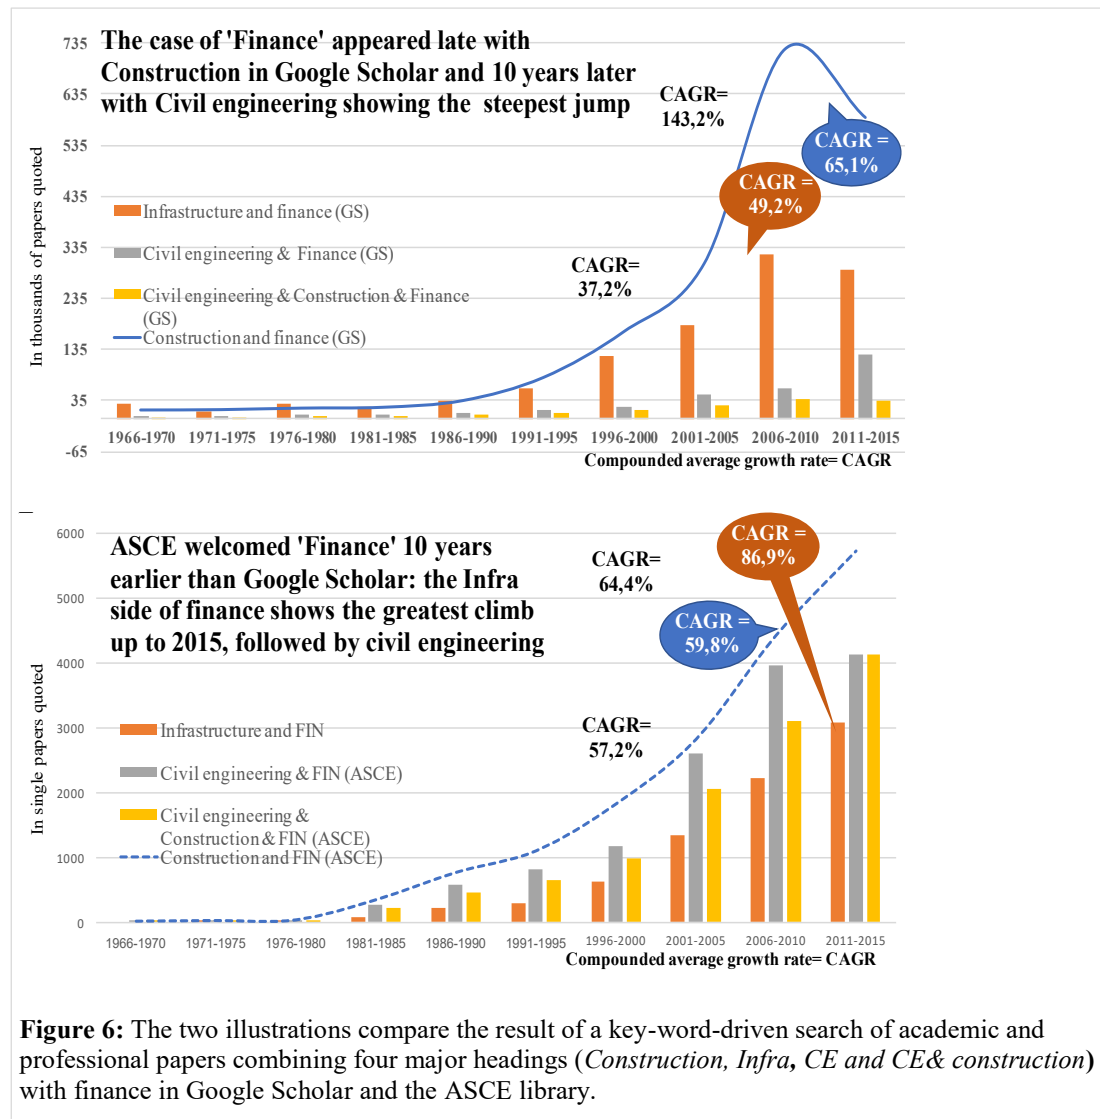 The case of 'Finance' appeared late with
Construction in Google Scholar and 10 years later
with Civil engineering showing the steepest jump
In thousands of papers quoted
735
635
535
435
335
235
135
35
-65
CAGR=
143,2%
CAGR =
65,1%
CAGR =
49,2%
CAGR=
37,2%
Infrastructure and finance (GS)
Civil engineering & Finance (GS)
Civil engineering & Construction & Finance
(GS)
Construction and finance (GS)
1966-1970 1971-1975 1976-1980 1981-1985 1986-1990 1991-1995 1996-2000 2001-2005 2006-2010 2011-2015
Compounded average growth rate= CAGR
ASCE welcomed 'Finance' 10 years
earlier than Google Scholar: the Infra
side of finance shows the greatest climb
up to 2015, followed by civil engineering
In single papers quoted
6000
5000
4000
3000
2000
1000
0
CAGR=
64,4%
CAGR =
86,9%
CAGR =
59,8%
CAGR=
57,2%
Infrastructure and FIN
Civil engineering & FIN (ASCE)
Civil engineering &
Construction & FIN (ASCE)
Construction and FIN (ASCE)
1966-1970 1971-1975 1976-1980 1981-1985 1986-1990 1991-1995 1996-2000 2001-2005 2006-2010 2011-2015
Compounded average growth rate= CAGR
Figure 6: The two illustrations compare the result of a key-word-driven search of academic and
professional papers combining four major headings (Construction, Infra, CE and CE& construction)
with finance in Google Scholar and the ASCE library.